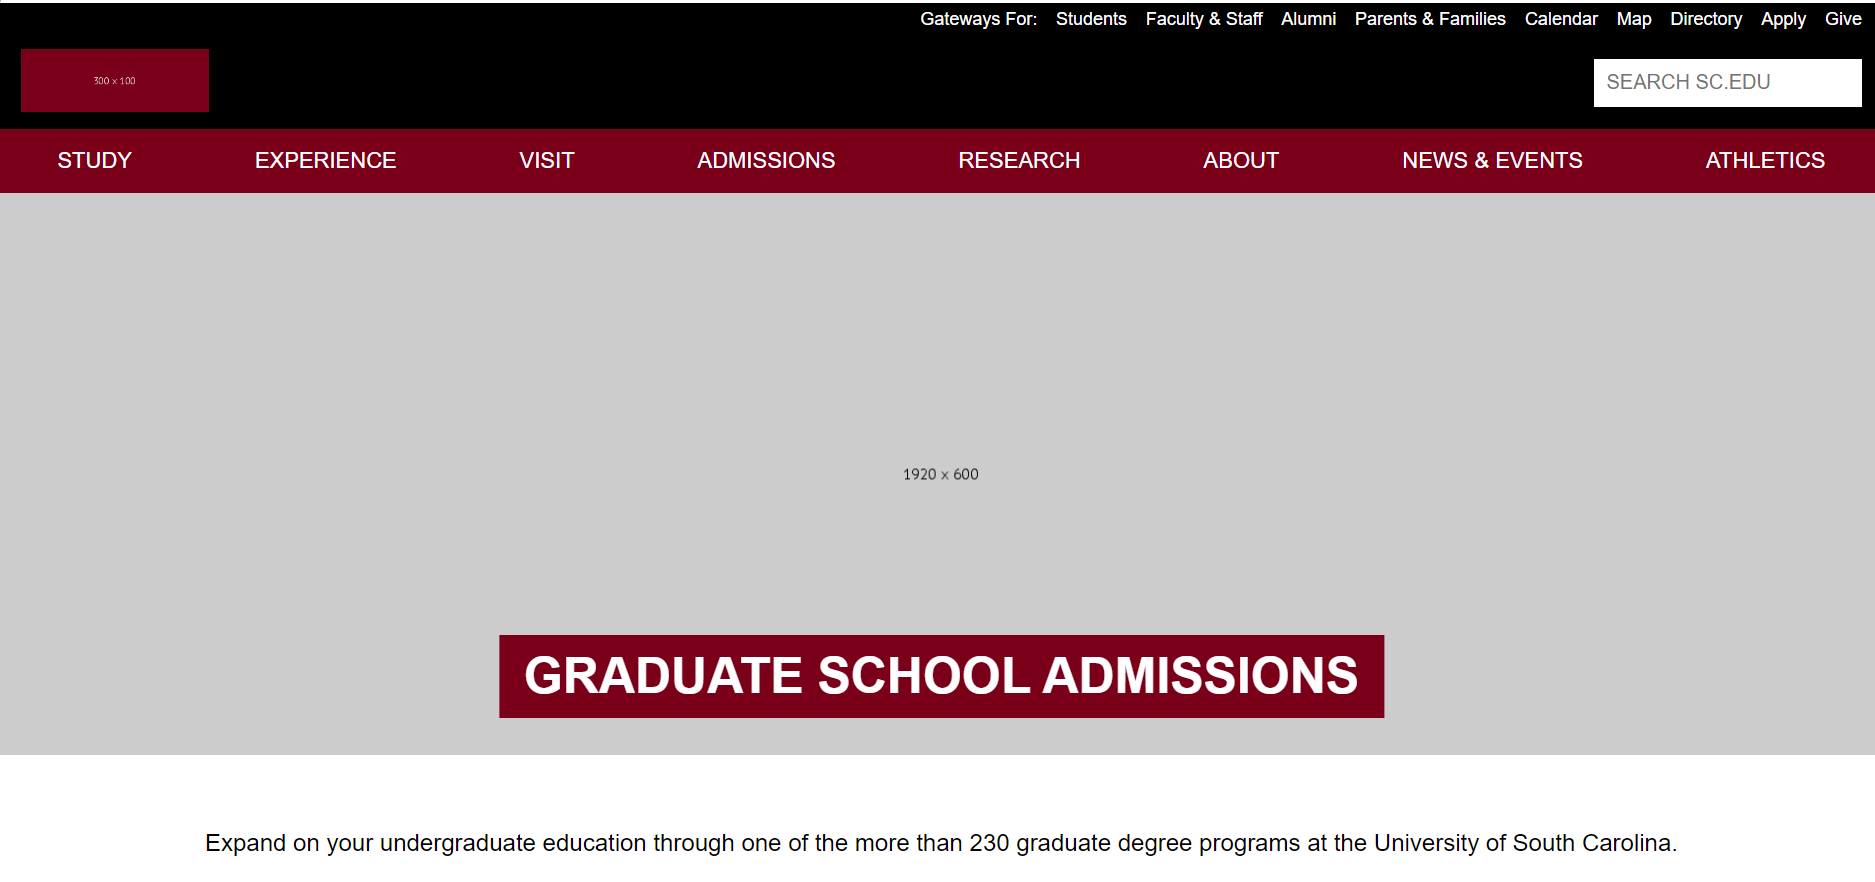 Gateways For: Students Faculty & Staff Alumni Parents & Families Calendar Map Directory Apply Give
300 x 100
SEARCH SC.EDU
STUDY EXPERIENCE VISIT ADMISSIONS RESEARCH ABOUT NEWS & EVENTS ATHLETICS
1920 x 600
GRADUATE SCHOOL ADMISSIONS
Expand on your undergraduate education through one of the more than 230 graduate degree programs at the University of South Carolina.